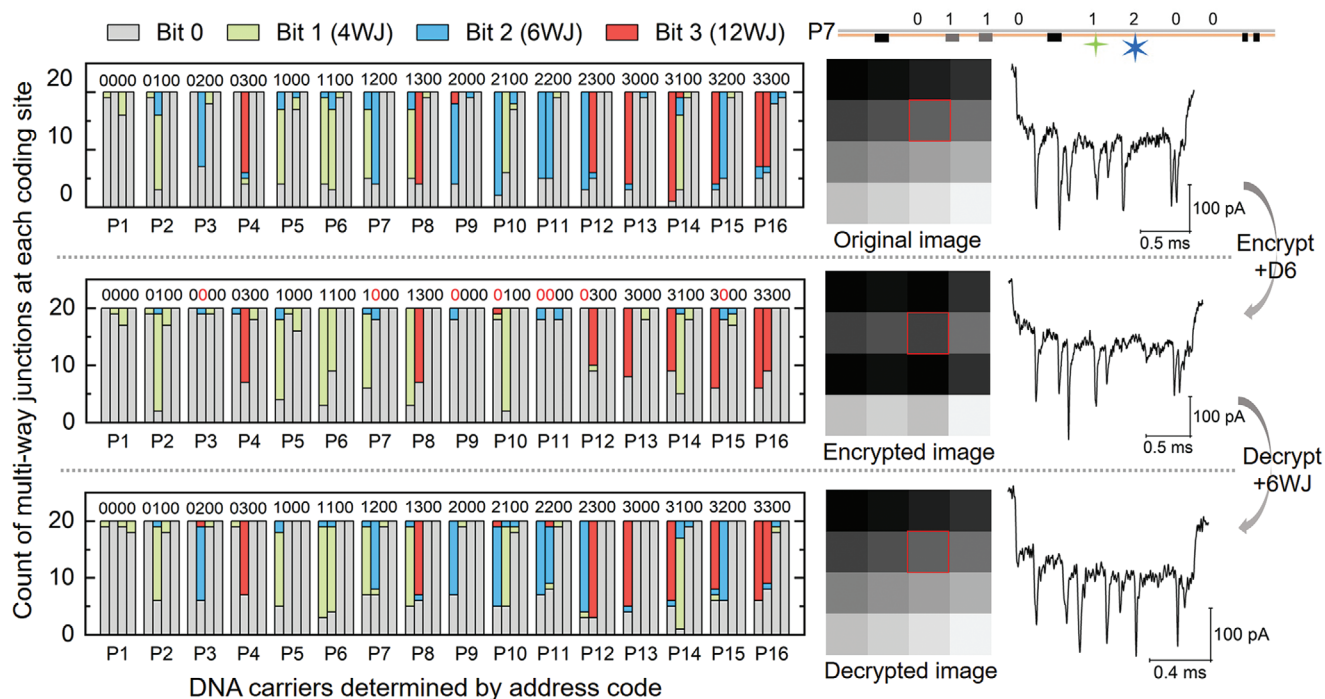 Bit 0 Bit 1 (4WJ) Bit 2 (6WJ) Bit 3 (12WJ)
P7 0 1 1 0 1 2 0 0
Count of multi-way junctions at each coding site
20 10 0
0000 0100 0200 0300 1000 1100 1200 1300 2000 2100 2200 2300 3000 3100 3200 3300
P1 P2 P3 P4 P5 P6 P7 P8 P9 P10 P11 P12 P13 P14 P15 P16
Original image
100 pA
0.5 ms
Encrypt
+D6
20 10 0
0000 0100 0000 0300 1000 1100 1000 1300 0000 0100 0000 0300 3000 3100 3000 3300
P1 P2 P3 P4 P5 P6 P7 P8 P9 P10 P11 P12 P13 P14 P15 P16
Encrypted image
100 pA
0.5 ms
Decrypt
+6WJ
20 10 0
0000 0100 0200 0300 1000 1100 1200 1300 2000 2100 2200 2300 3000 3100 3200 3300
P1 P2 P3 P4 P5 P6 P7 P8 P9 P10 P11 P12 P13 P14 P15 P16
Decrypted image
100 pA
0.4 ms
DNA carriers determined by address code